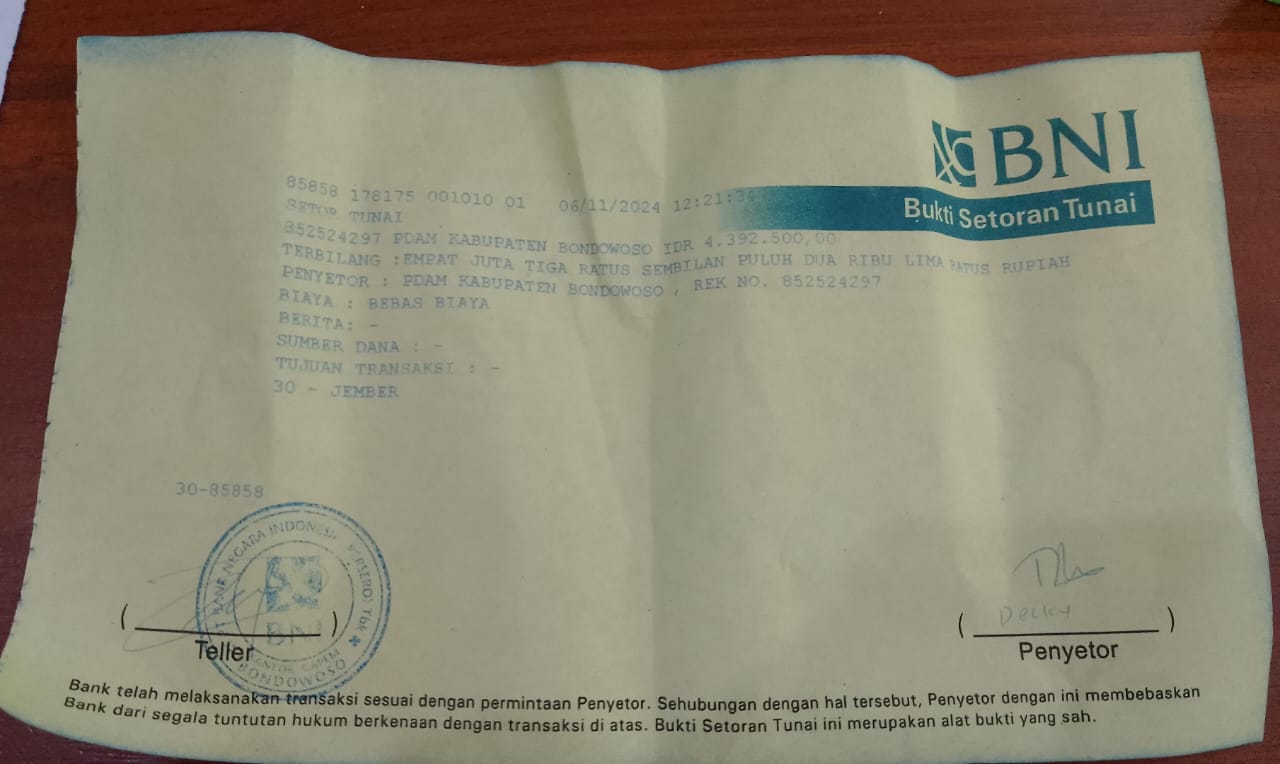 BNI
Bukti Setoran Tunai
85858 178175 001010 01 06/11/2024 12:21:34
SETOR TUNAI
852524297 PDAM KABUPATEN BONDOWOSO IDR 4.392.500,00
TERBILANG :EMPAT JUTA TIGA RATUS SEMBILAN PULUH DUA RIBU LIMA RATUS RUPIAH
PENYETOR : PDAM KABUPATEN BONDOWOSO , REK NO. 852524297
BIAYA : BEBAS BIAYA
BERITA: -
SUMBER DANA : -
TUJUAN TRANSAKSI : -
30 - JEMBER
30-85858
PT BANK NEGARA INDONESIA (PERSERO) Tbk
BNI
KANTOR CAPEM
BONDOWOSO
( )
Teller
( Decky )
Penyetor
Bank telah melaksanakan transaksi sesuai dengan permintaan Penyetor. Sehubungan dengan hal tersebut, Penyetor dengan ini membebaskan
Bank dari segala tuntutan hukum berkenaan dengan transaksi di atas. Bukti Setoran Tunai ini merupakan alat bukti yang sah.